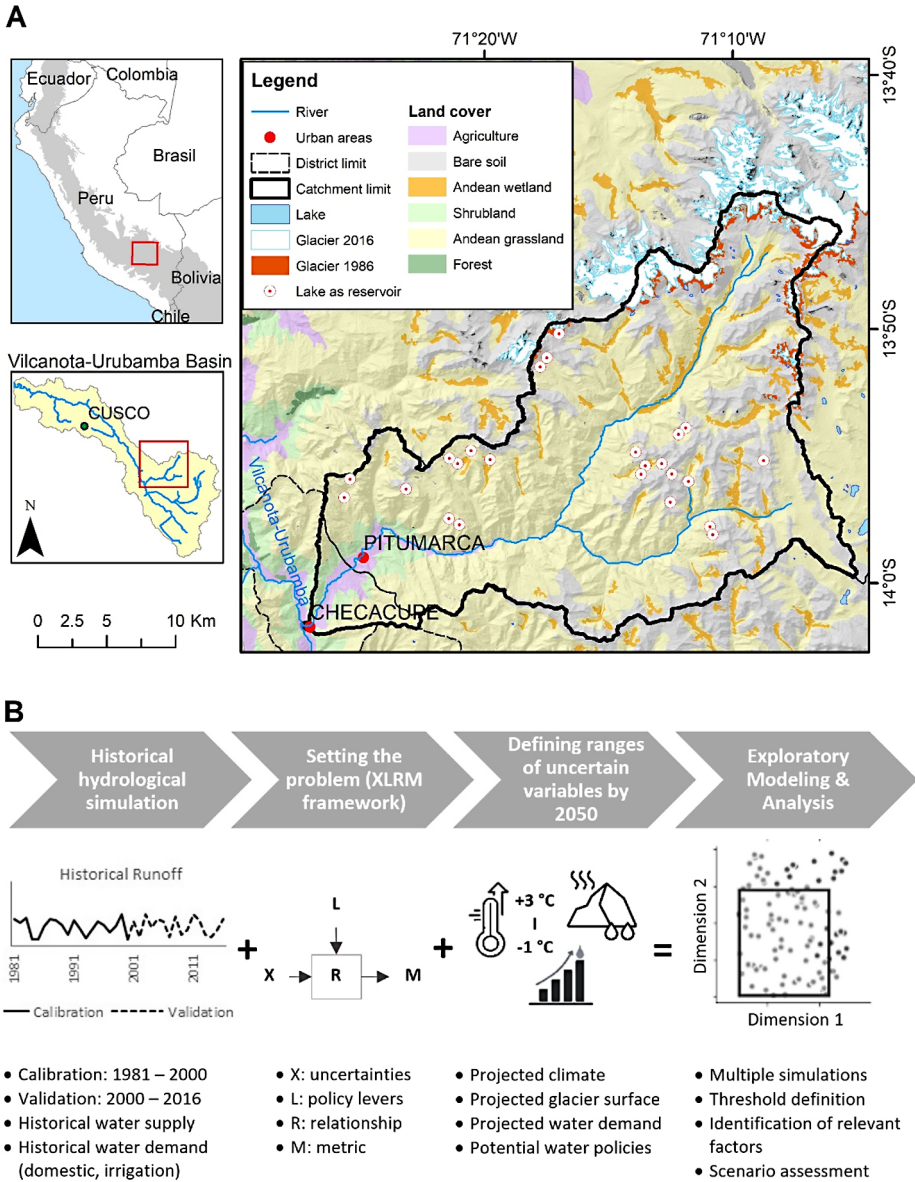 A
71°20'W
71°10'W
Ecuador
Colombia
Brasil
Peru
Bolivia
Chile
Legend
River
Urban areas
District limit
Catchment limit
Lake
Glacier 2016
Glacier 1986
Lake as reservoir
Land cover
Agriculture
Bare soil
Andean wetland
Shrubland
Andean grassland
Forest
13°40'S
13°50'S
14°0'S
Vilcanota-Urubamba Basin
CUSCO
N
0 2.5 5 10 Km
Vilcanota-Urubamba
PITUMARCA
CHECACUPE
B
Historical
hydrological
simulation
Setting the
problem (XLRM
framework)
Defining ranges
of uncertain
variables by
2050
Exploratory
Modeling &
Analysis
Historical Runoff
1981
1991
2001
2011
Calibration
Validation
+
L
X
R
M
+
+3 °C
-1 °C
=
Dimension 2
Dimension 1
• Calibration: 1981 – 2000
• Validation: 2000 – 2016
• Historical water supply
• Historical water demand
(domestic, irrigation)
• X: uncertainties
• L: policy levers
• R: relationship
• M: metric
• Projected climate
• Projected glacier surface
• Projected water demand
• Potential water policies
• Multiple simulations
• Threshold definition
• Identification of relevant
factors
• Scenario assessment